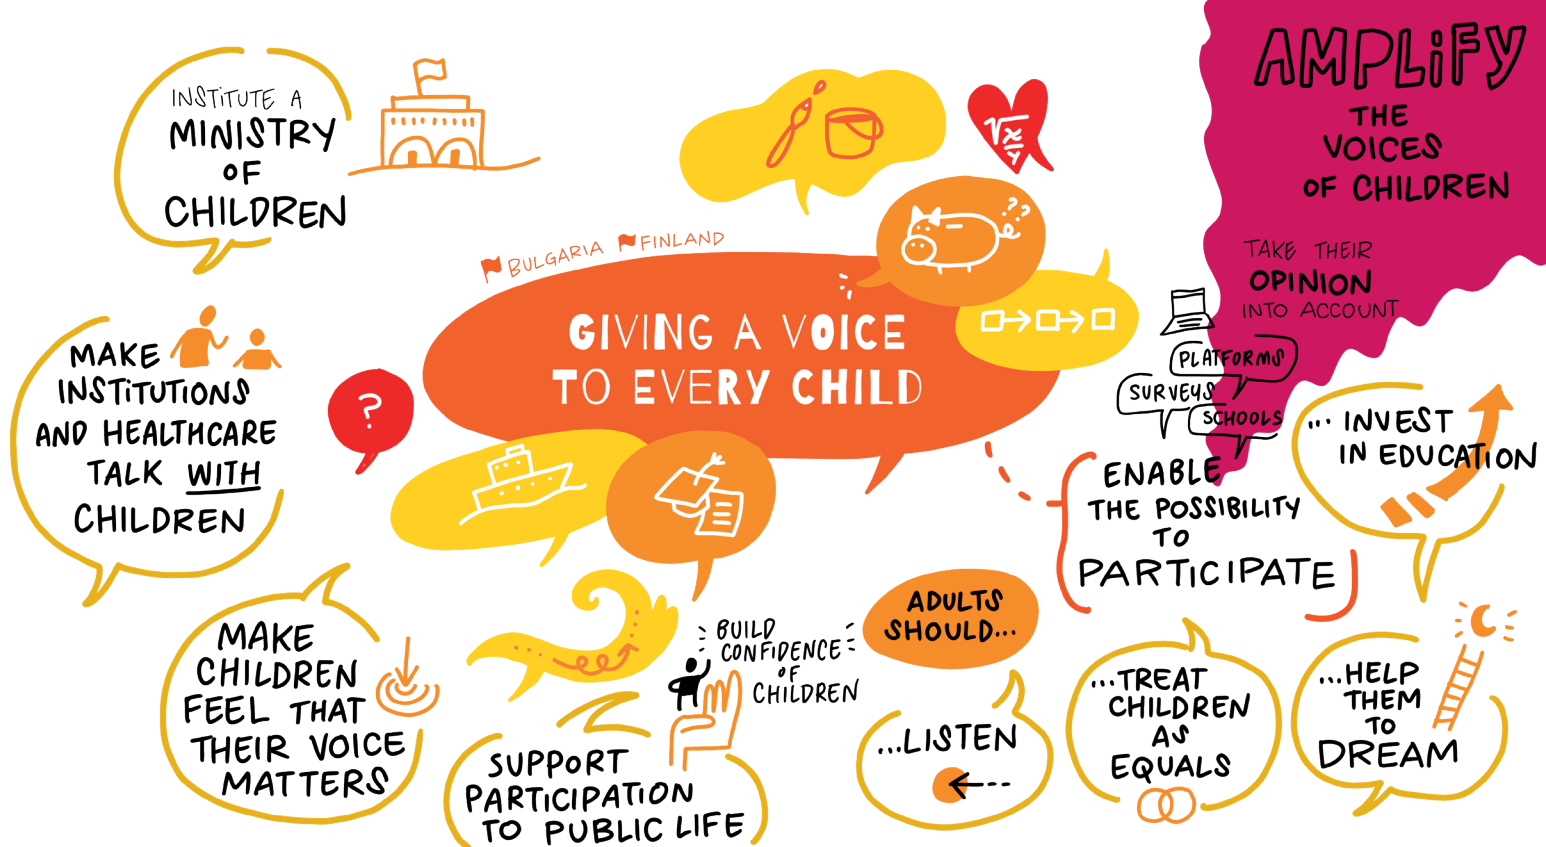 INSTITUTE A
MINISTRY
OF
CHILDREN
AMPLIFY
THE
VOICES
OF CHILDREN
TAKE THEIR
OPINION
INTO ACCOUNT
PLATFORMS
SURVEYS
SCHOOLS
BULGARIA
FINLAND
GIVING A VOICE
TO EVERY CHILD
√x/y
??
?
MAKE
INSTITUTIONS
AND HEALTHCARE
TALK WITH
CHILDREN
ENABLE
THE POSSIBILITY
TO
PARTICIPATE
... INVEST
IN EDUCATION
MAKE
CHILDREN
FEEL THAT
THEIR VOICE
MATTERS
BUILD
CONFIDENCE
OF
CHILDREN
SUPPORT
PARTICIPATION
TO PUBLIC LIFE
ADULTS
SHOULD...
...LISTEN
...TREAT
CHILDREN
AS
EQUALS
...HELP
THEM
TO
DREAM